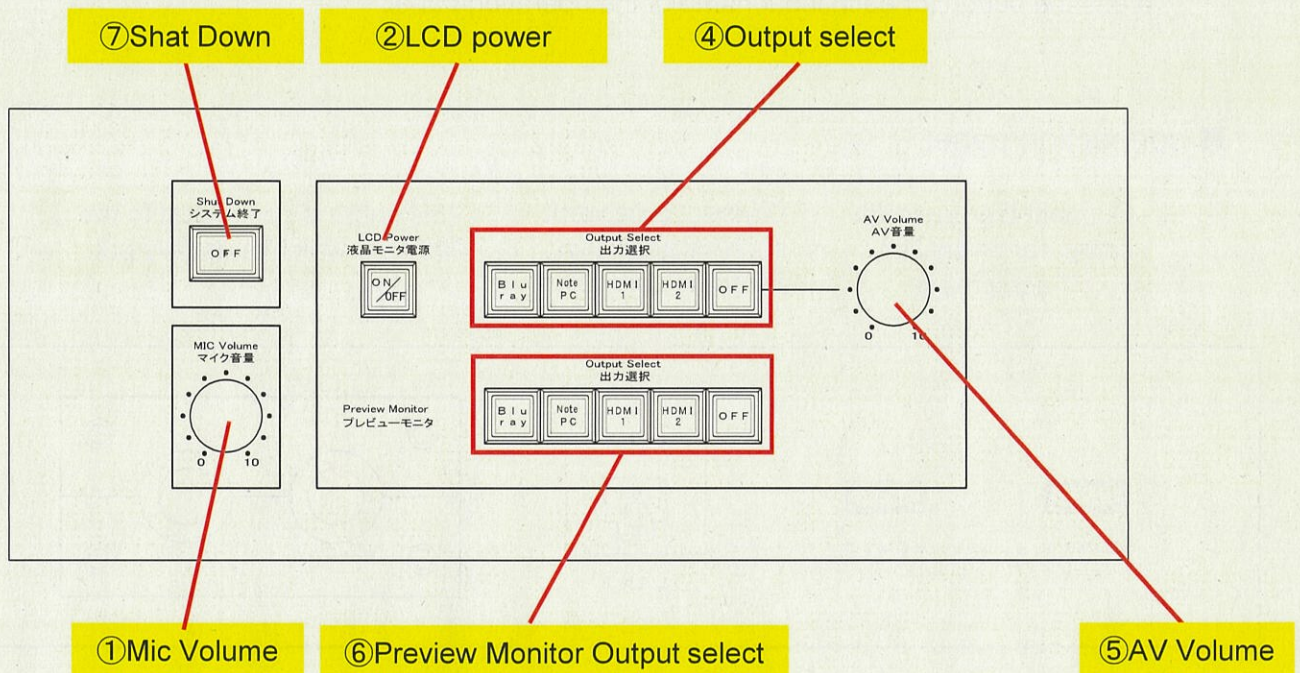 ⑦Shat Down
②LCD power
④Output select
Shut Down
システム終了
OFF
LCD Power
液晶モニタ電源
ON/OFF
Output Select
出力選択
Blu
ray
Note
PC
HDMI
1
HDMI
2
OFF
AV Volume
AV音量
0 10
MIC Volume
マイク音量
0 10
Preview Monitor
プレビューモニタ
Output Select
出力選択
Blu
ray
Note
PC
HDMI
1
HDMI
2
OFF
①Mic Volume
⑥Preview Monitor Output select
⑤AV Volume